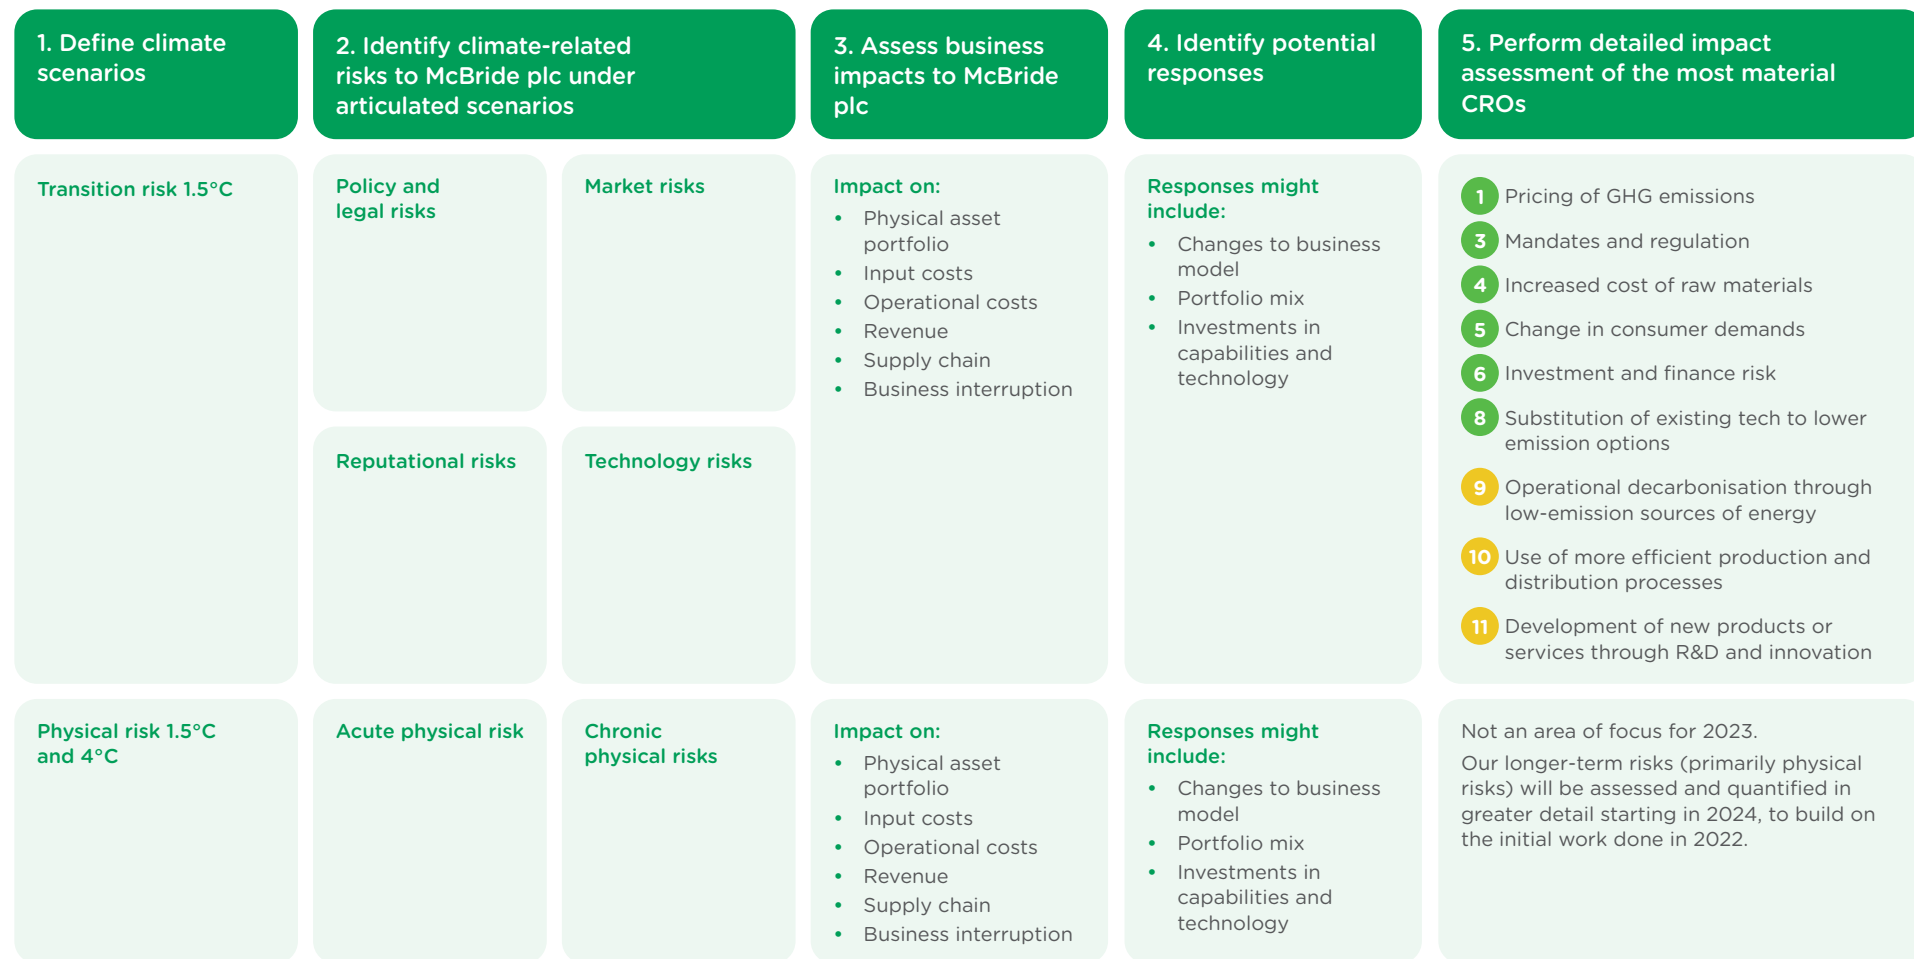 1. Define climate
scenarios
2. Identify climate-related
risks to McBride plc under
articulated scenarios
3. Assess business
impacts to McBride
plc
4. Identify potential
responses
5. Perform detailed impact
assessment of the most material
CROs
Transition risk 1.5°C
Policy and
legal risks
Market risks
Reputational risks
Technology risks
Impact on:
• Physical asset
portfolio
• Input costs
• Operational costs
• Revenue
• Supply chain
• Business interruption
Responses might
include:
• Changes to business
model
• Portfolio mix
• Investments in
capabilities and
technology
1 Pricing of GHG emissions
3 Mandates and regulation
4 Increased cost of raw materials
5 Change in consumer demands
6 Investment and finance risk
8 Substitution of existing tech to lower
emission options
9 Operational decarbonisation through
low-emission sources of energy
10 Use of more efficient production and
distribution processes
11 Development of new products or
services through R&D and innovation
Physical risk 1.5°C
and 4°C
Acute physical risk
Chronic
physical risks
Impact on:
• Physical asset
portfolio
• Input costs
• Operational costs
• Revenue
• Supply chain
• Business interruption
Responses might
include:
• Changes to business
model
• Portfolio mix
• Investments in
capabilities and
technology
Not an area of focus for 2023.
Our longer-term risks (primarily physical
risks) will be assessed and quantified in
greater detail starting in 2024, to build on
the initial work done in 2022.